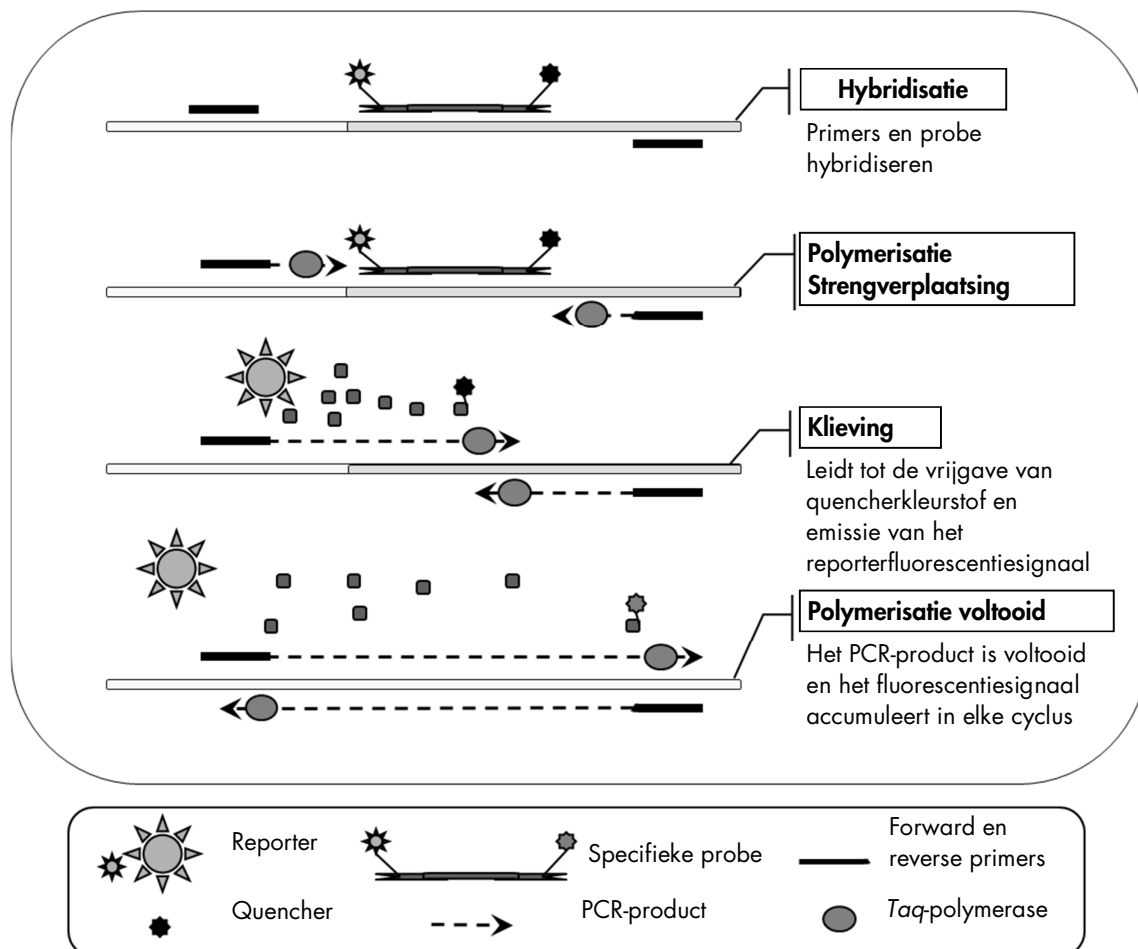 Hybridisatie
Primers en probe
hybridiseren
Polymerisatie
Strengverplaatsing
Klieving
Leidt tot de vrijgave van
quencherkleurstof en
emissie van het
reporterfluorescentiesignaal
Polymerisatie voltooid
Het PCR-product is voltooid
en het fluorescentiesignaal
accumuleert in elke cyclus
Reporter
Specifieke probe
Forward en
reverse primers
Quencher
PCR-product
Taq-polymerase